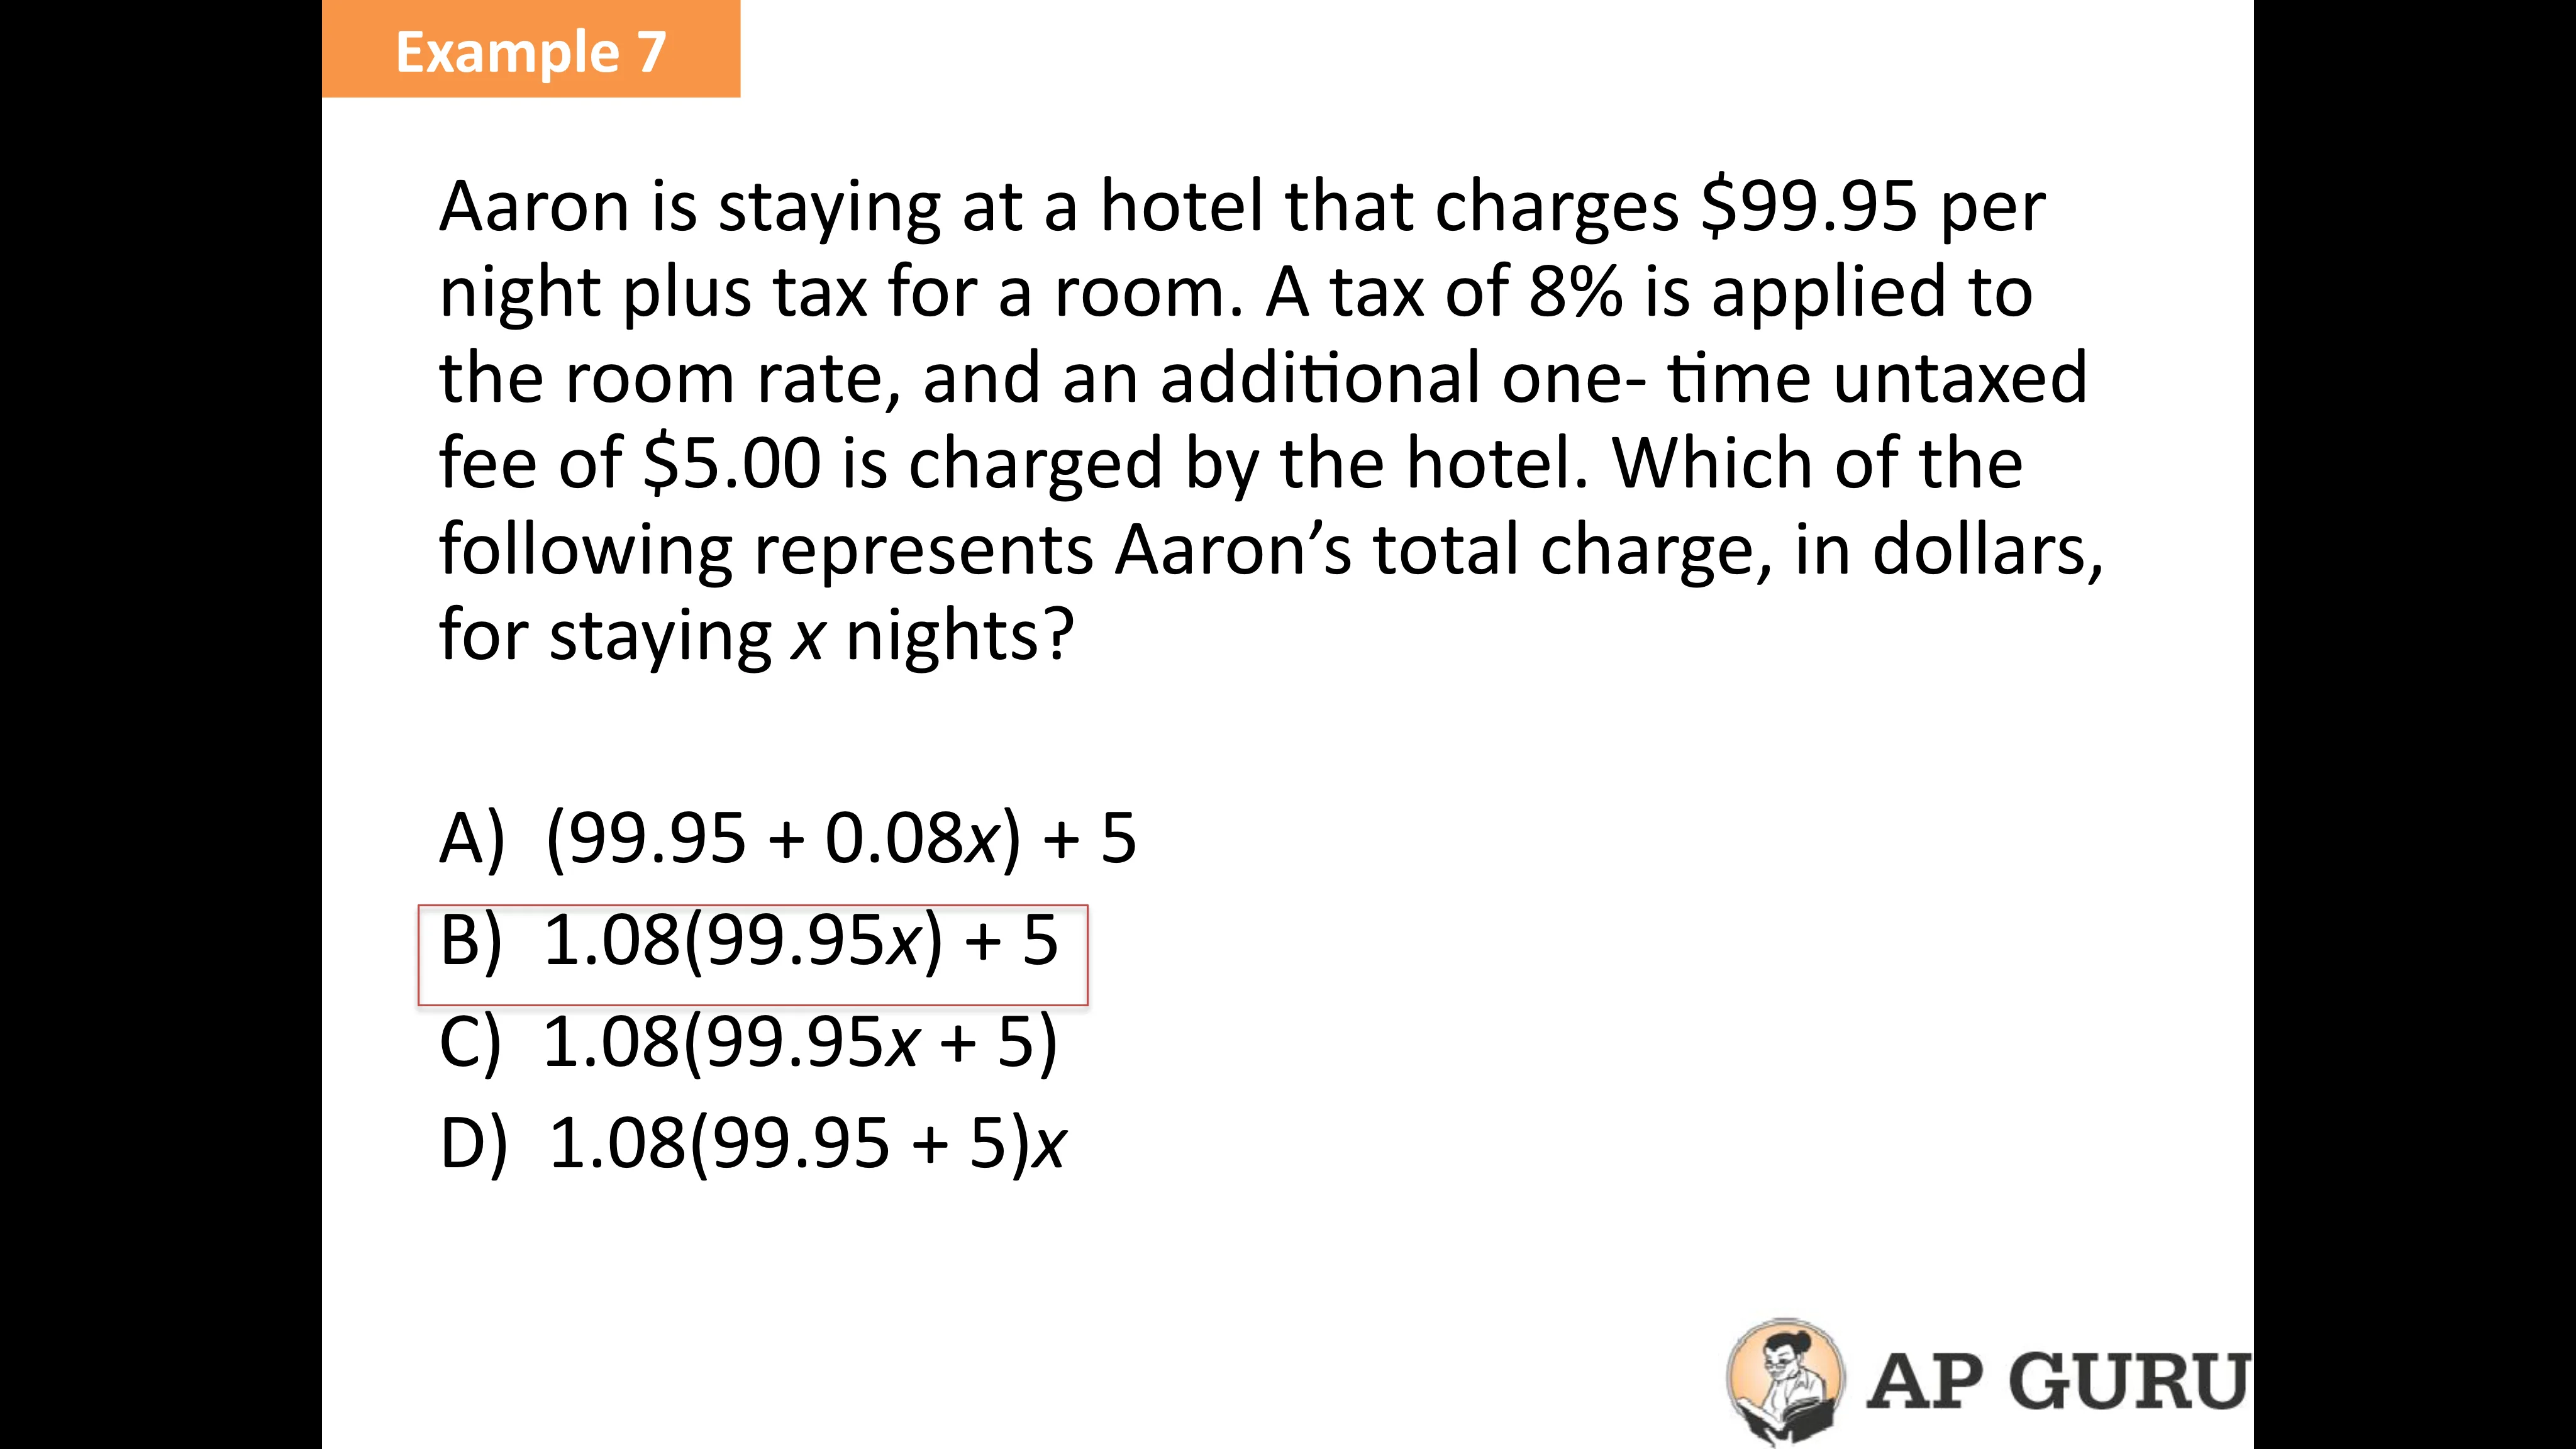 Example 7
Aaron is staying at a hotel that charges $99.95 per
night plus tax for a room. A tax of 8% is applied to
the room rate, and an additional one- time untaxed
fee of $5.00 is charged by the hotel. Which of the
following represents Aaron’s total charge, in dollars,
for staying x nights?
A) (99.95 + 0.08x) + 5
B) 1.08(99.95x) + 5
C) 1.08(99.95x + 5)
D) 1.08(99.95 + 5)x
AP GURU